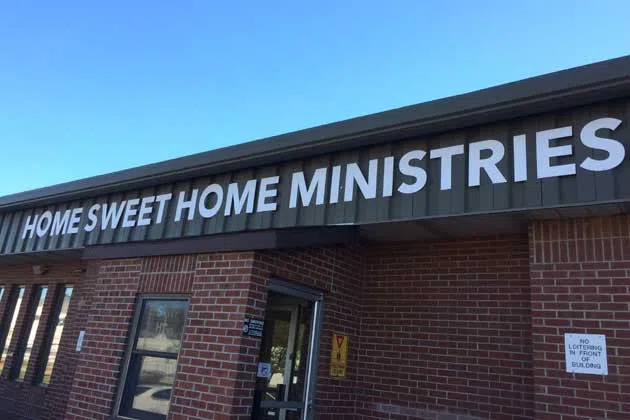 HOME SWEET HOME MINISTRIES
NO
LOITERING
IN FRONT
OF
BUILDING